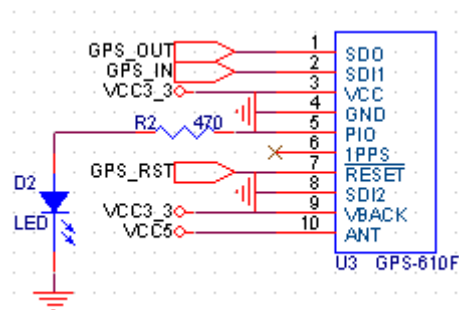 GPS_OUT 1 SDO
GPS_IN 2 SDI1
VCC3_3 3 VCC
4 GND
R2 470 5 PIO
6 1PPS
GPS_RST 7 RESET
D2 8 SDI2
LED VCC3_3 9 VBACK
VCC5 10 ANT
U3 GPS-610F